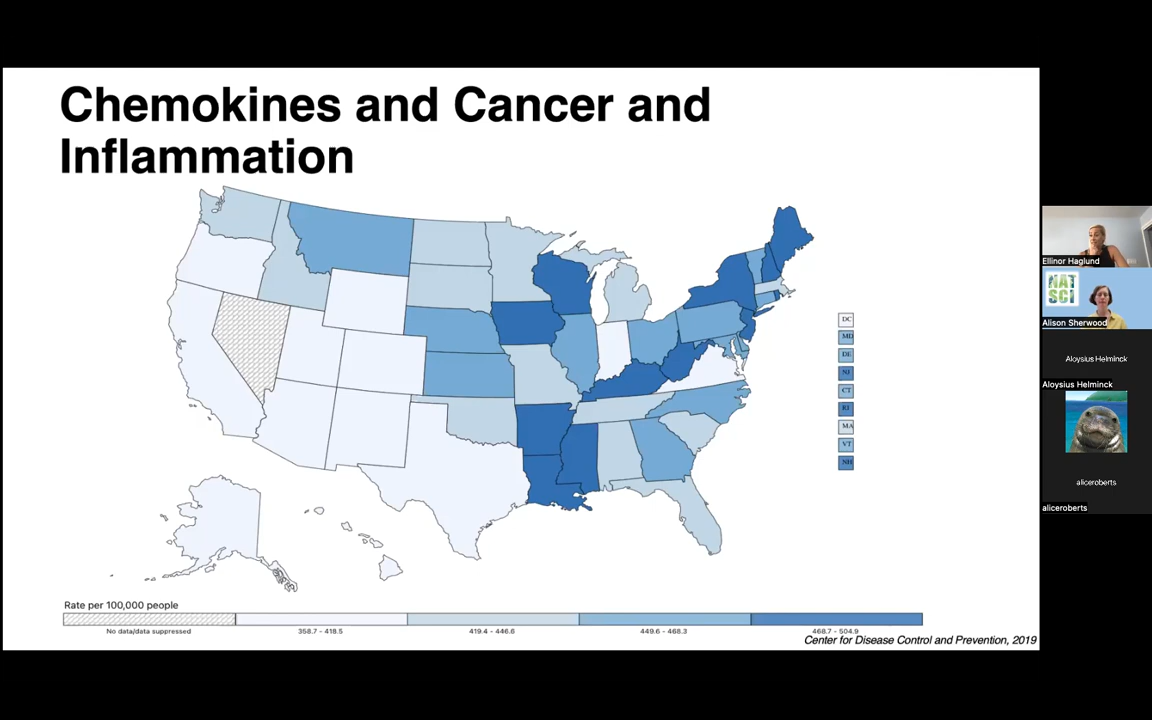 Chemokines and Cancer and
Inflammation
DC
MD
DE
NJ
CT
RI
MA
VT
NH
Rate per 100,000 people
No data/data suppressed
358.7 - 418.5
419.4 - 446.6
449.6 - 468.3
468.7 - 504.9
Center for Disease Control and Prevention, 2019
Ellinor Haglund
NAT
SCI
Alison Sherwood
Aloysius Helminck
Aloysius Helminck
aliceroberts
aliceroberts